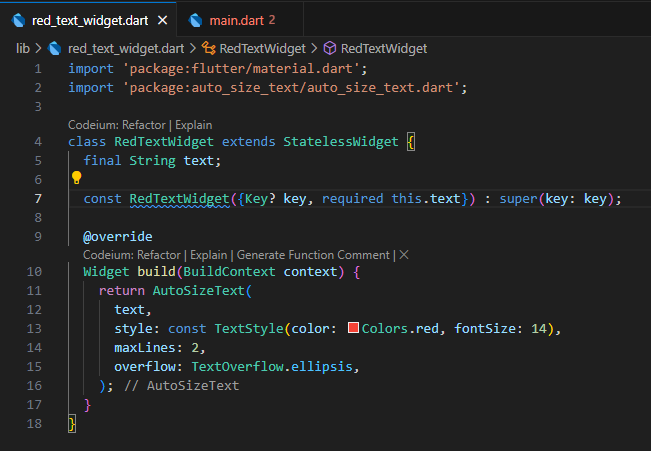 red_text_widget.dart
main.dart 2
lib > red_text_widget.dart > RedTextWidget > RedTextWidget
1 import 'package:flutter/material.dart';
2 import 'package:auto_size_text/auto_size_text.dart';
3
Codeium: Refactor | Explain
4 class RedTextWidget extends StatelessWidget {
5 final String text;
6
7 const RedTextWidget({Key? key, required this.text}) : super(key: key);
8
9 @override
Codeium: Refactor | Explain | Generate Function Comment | ×
10 Widget build(BuildContext context) {
11 return AutoSizeText(
12 text,
13 style: const TextStyle(color: Colors.red, fontSize: 14),
14 maxLines: 2,
15 overflow: TextOverflow.ellipsis,
16 ); // AutoSizeText
17 }
18 }